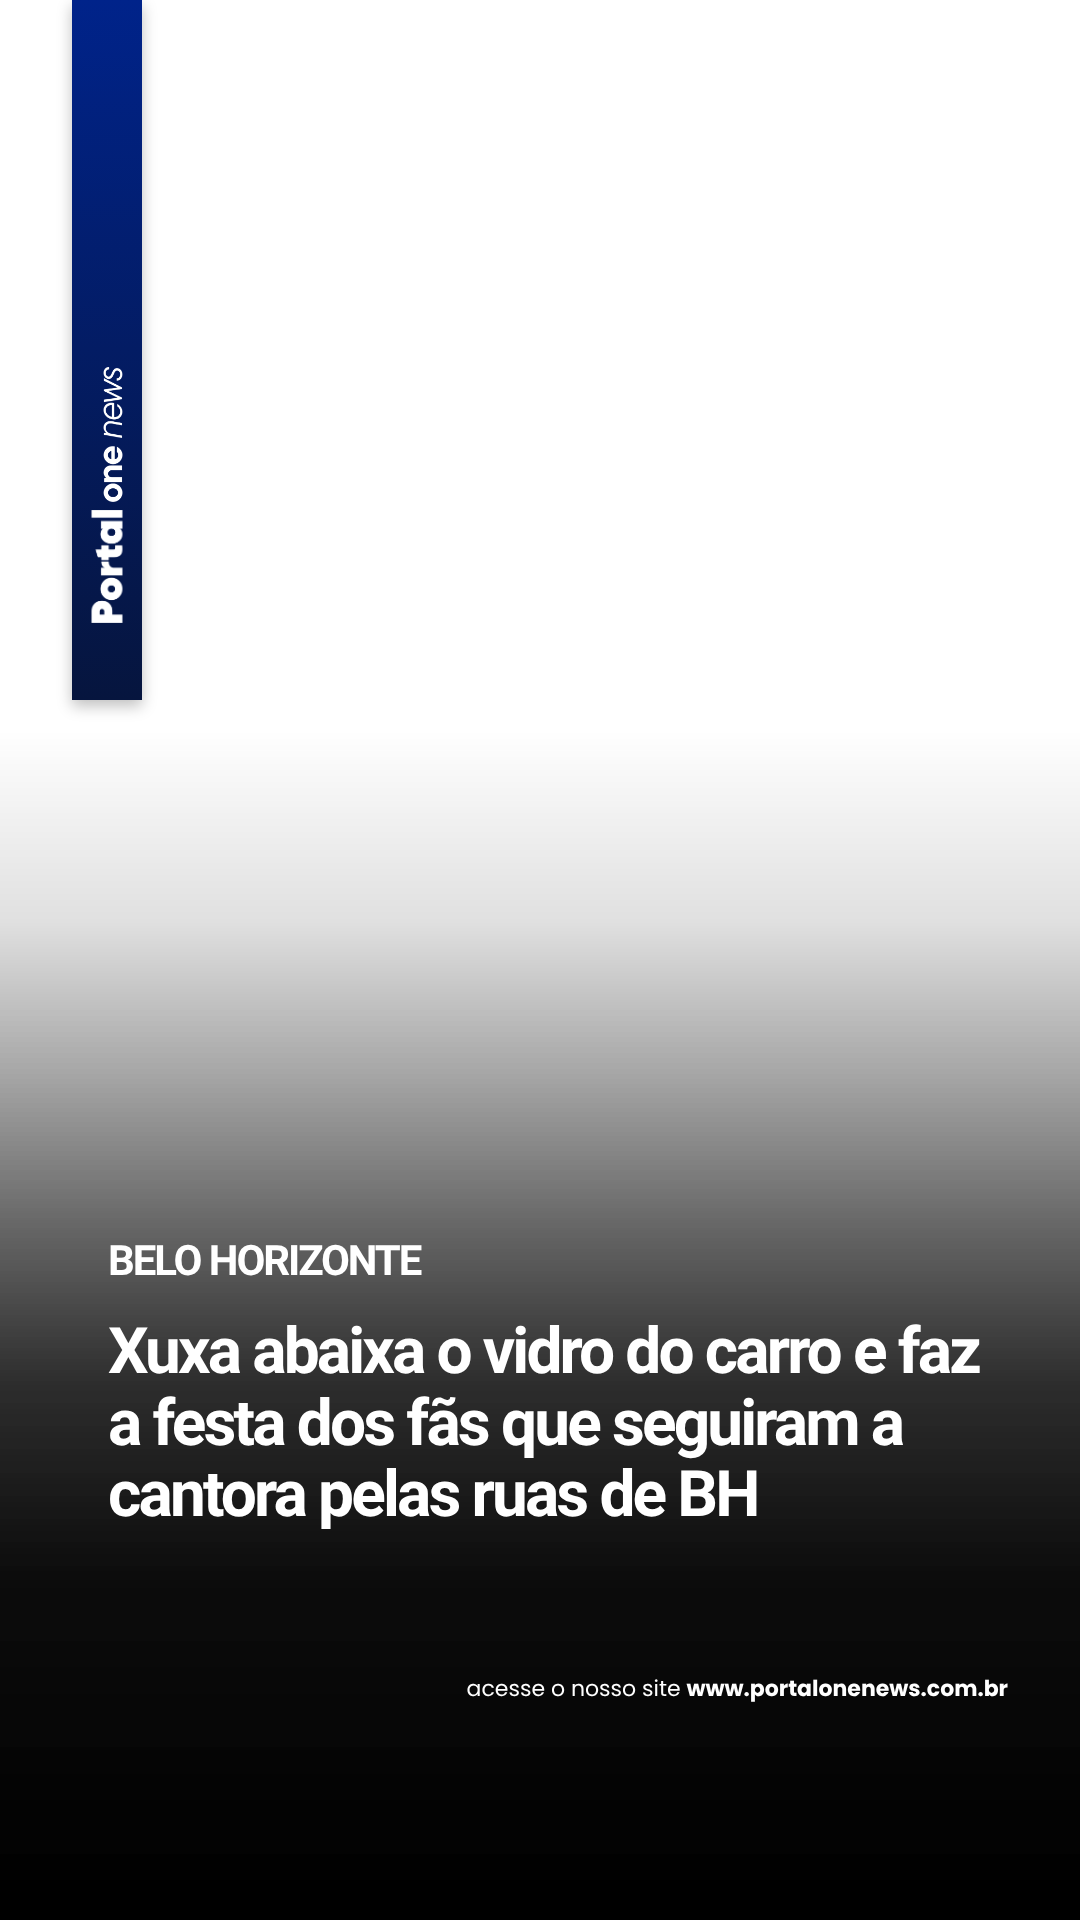 Portal one news
BELO HORIZONTE
Xuxa abaixa o vidro do carro e faz
a festa dos fãs que seguiram a
cantora pelas ruas de BH
acesse o nosso site www.portalonenews.com.br